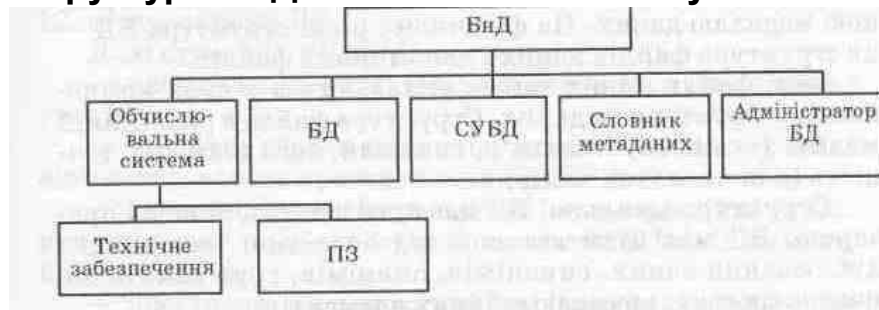 БнД
Обчислю-
вальна
система
БД
СУБД
Словник
метаданих
Адміністратор
БД
Технічне
забезпечення
ПЗ